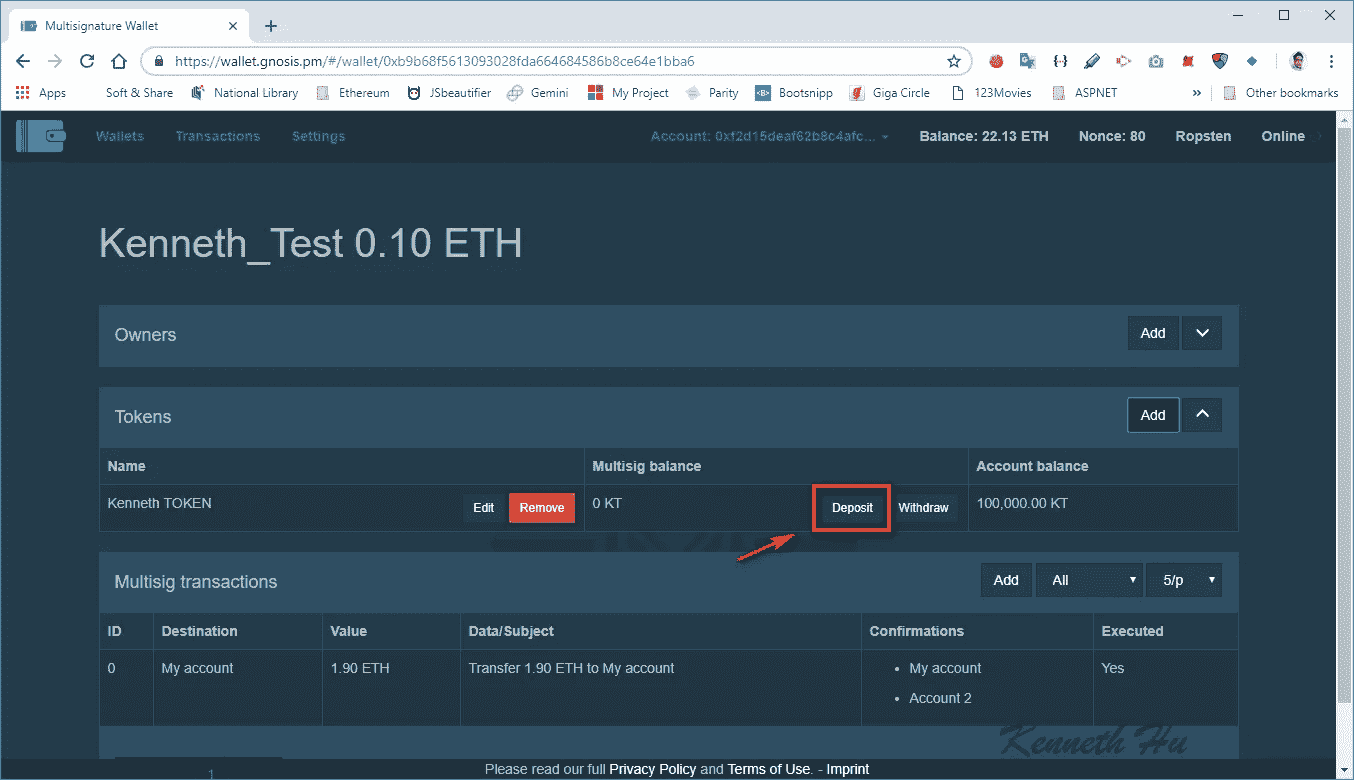 Multisignature Wallet
https://wallet.gnosis.pm/#/wallet/0xb9b68f5613093028fda664684586b8ce64e1bba6
Apps Soft & Share National Library Ethereum JSbeautifier Gemini My Project Parity Bootsnipp Giga Circle 123Movies ASPNET » Other bookmarks
Wallets Transactions Settings Account: 0xf2d15deaf62b8c4afc... Balance: 22.13 ETH Nonce: 80 Ropsten Online
Kenneth_Test 0.10 ETH
Owners Add
Tokens Add
Name Multisig balance Account balance
Kenneth TOKEN Edit Remove 0 KT Deposit Withdraw 100,000.00 KT
Multisig transactions Add All 5/p
ID Destination Value Data/Subject Confirmations Executed
0 My account 1.90 ETH Transfer 1.90 ETH to My account • My account Yes
• Account 2
Kenneth Hu
1
Please read our full Privacy Policy and Terms of Use. - Imprint